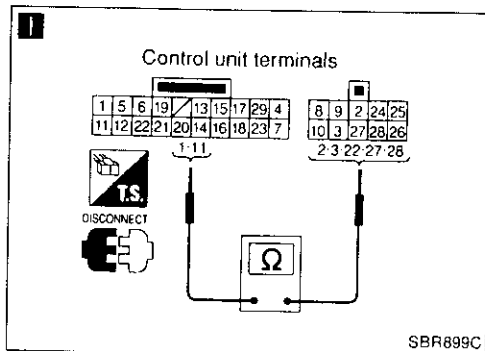 I
Control unit terminals
1 5 6 19 13 15 17 29 4
11 12 22 21 20 14 16 18 23 7
8 9 2 24 25
10 3 27 28 26
1·11
2·3·22·27·28
T.S.
DISCONNECT
Ω
SBR899C